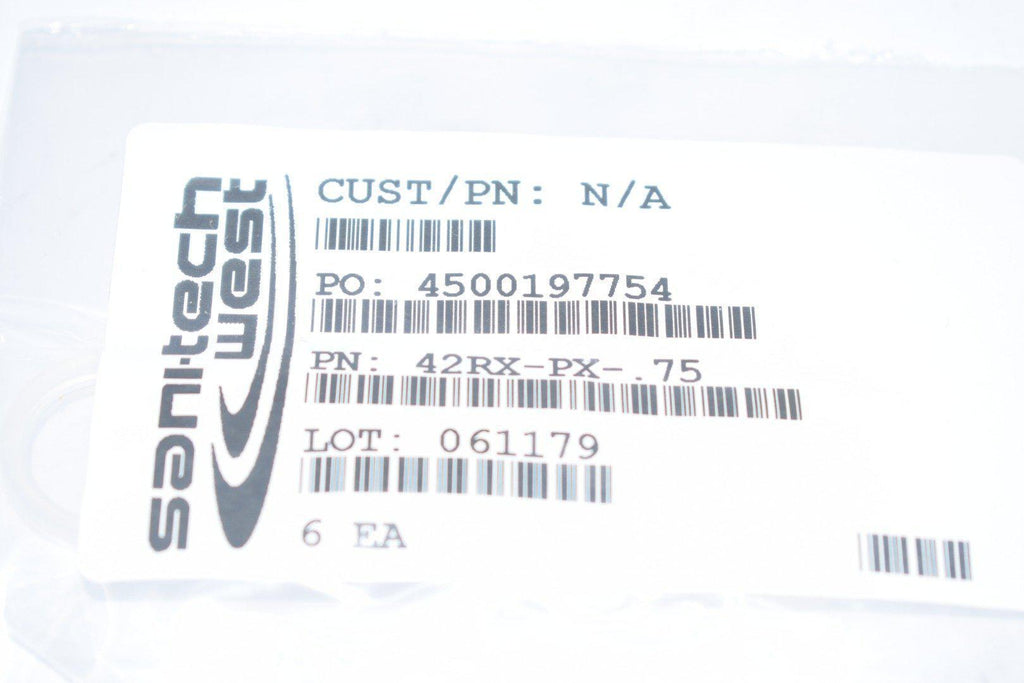 sani-tech
west
CUST/PN: N/A
PO: 4500197754
PN: 42RX-PX-.75
LOT: 061179
6 EA